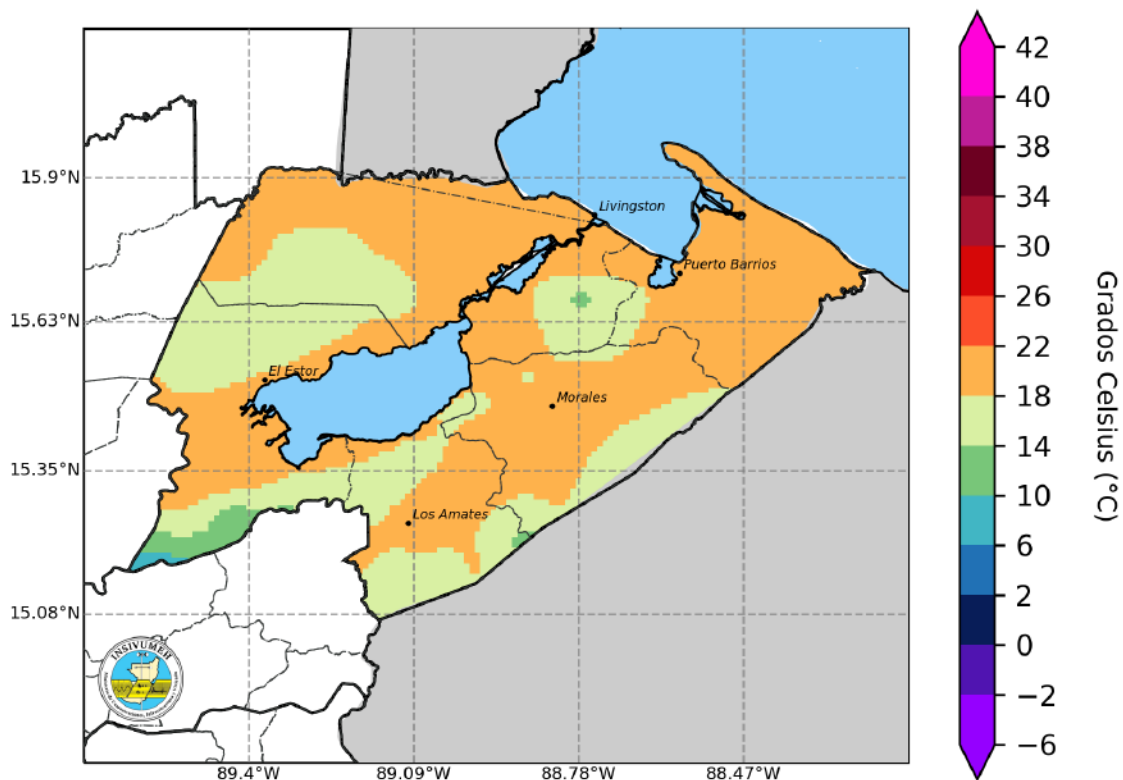 15.9°N
15.63°N
15.35°N
15.08°N
Livingston
Puerto Barrios
El Estor
Morales
Los Amates
89.4°W
89.09°W
88.78°W
88.47°W
INSIVUMEH
42
40
38
34
30
26
22
18
14
10
6
2
0
−2
−6
Grados Celsius (°C)